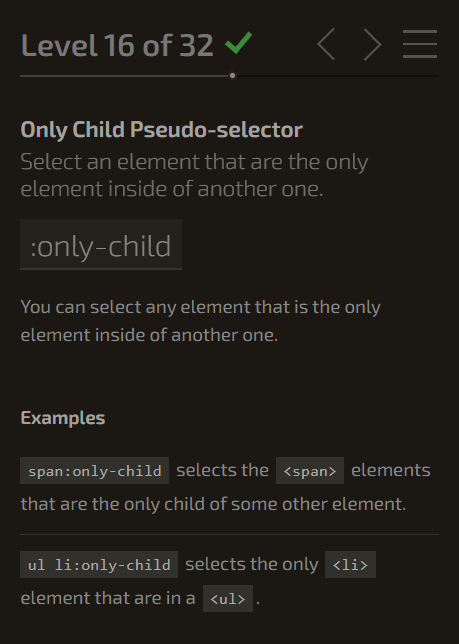 Level 16 of 32
Only Child Pseudo-selector
Select an element that are the only
element inside of another one.
:only-child
You can select any element that is the only
element inside of another one.
Examples
span:only-child selects the <span> elements
that are the only child of some other element.
ul li:only-child selects the only <li>
element that are in a <ul> .